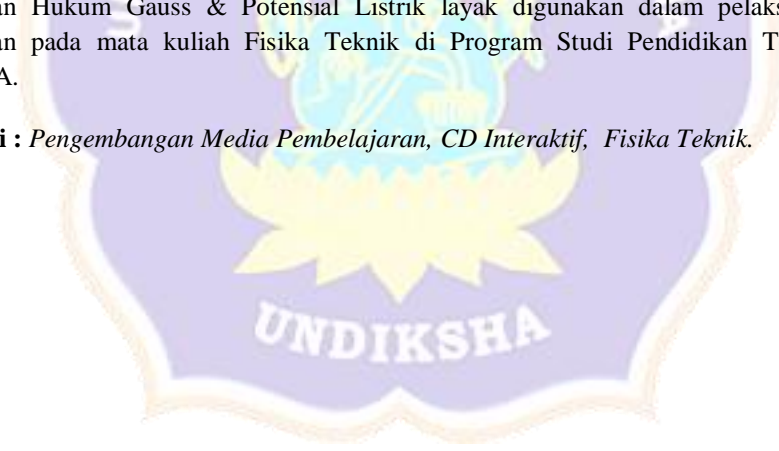 an Hukum Gauss & Potensial Listrik layak digunakan dalam pelaks
an pada mata kuliah Fisika Teknik di Program Studi Pendidikan T
A.
i : Pengembangan Media Pembelajaran, CD Interaktif, Fisika Teknik.
UNDIKSHA